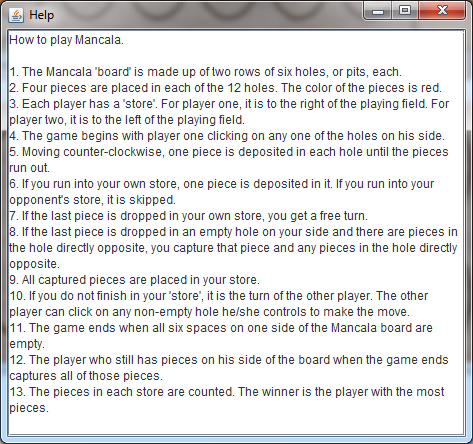 Help
How to play Mancala.
1. The Mancala 'board' is made up of two rows of six holes, or pits, each.
2. Four pieces are placed in each of the 12 holes. The color of the pieces is red.
3. Each player has a 'store'. For player one, it is to the right of the playing field. For
player two, it is to the left of the playing field.
4. The game begins with player one clicking on any one of the holes on his side.
5. Moving counter-clockwise, one piece is deposited in each hole until the pieces
run out.
6. If you run into your own store, one piece is deposited in it. If you run into your
opponent's store, it is skipped.
7. If the last piece is dropped in your own store, you get a free turn.
8. If the last piece is dropped in an empty hole on your side and there are pieces in
the hole directly opposite, you capture that piece and any pieces in the hole directly
opposite.
9. All captured pieces are placed in your store.
10. If you do not finish in your 'store', it is the turn of the other player. The other
player can click on any non-empty hole he/she controls to make the move.
11. The game ends when all six spaces on one side of the Mancala board are
empty.
12. The player who still has pieces on his side of the board when the game ends
captures all of those pieces.
13. The pieces in each store are counted. The winner is the player with the most
pieces.